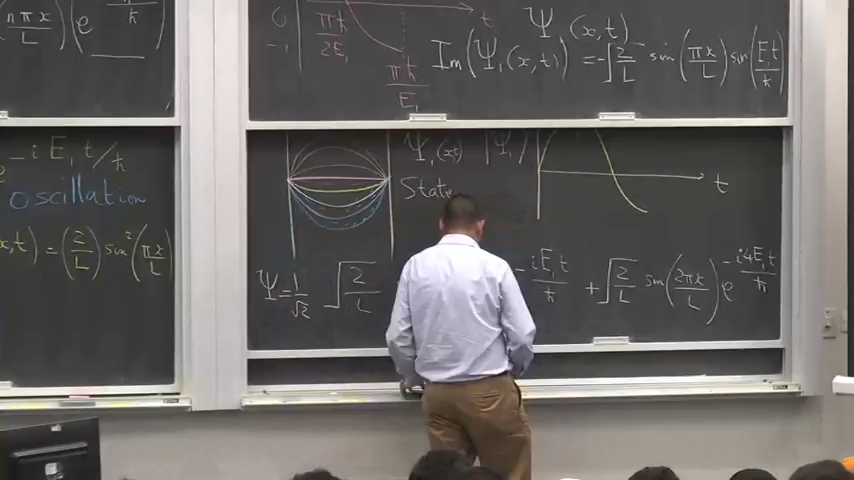 (nπx/L) e
/ħ
0
-1
πħ/2E₁
t
πħ/E₁
Ψ₁(x,t)
Im(Ψ₁(x,t)) = -√(2/L) sin(πx/L) sin(E₁t/ħ)
-iE₁t/ħ
oscillation
x,t) = (2/L) sin²(πx/L)
Ψ₁(x,t)
State
t
Ψ = 1/√2 √(2/L)
-iE₁t/ħ + √(2/L) sin(2πx/L) e^(-i4E₁t/ħ)